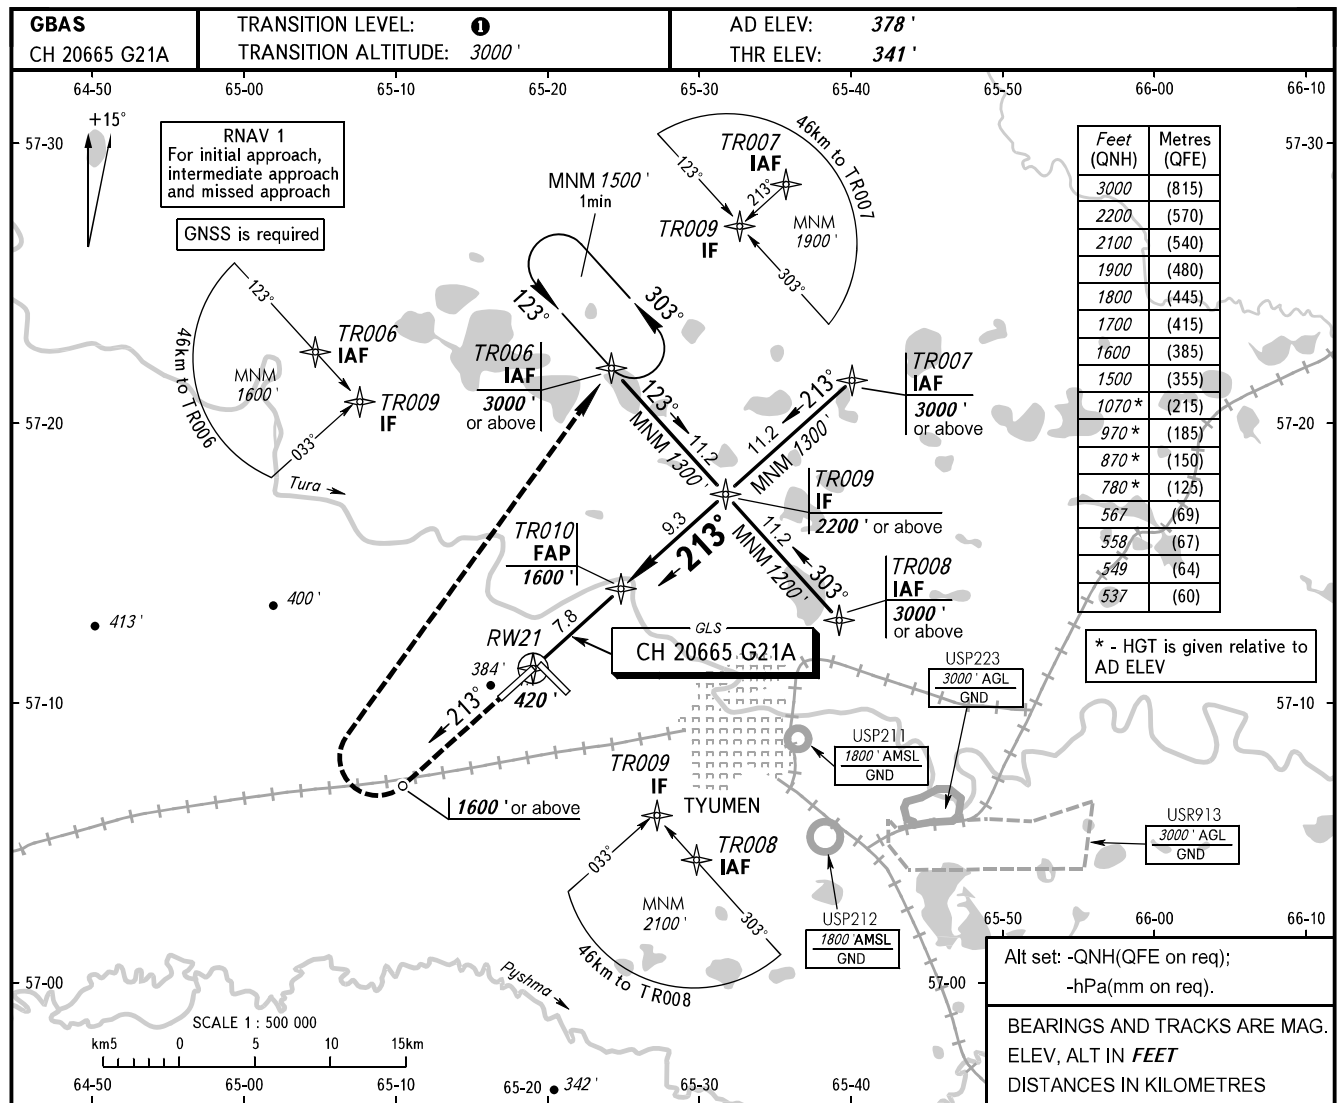 GBAS
CH 20665 G21A
TRANSITION LEVEL: ❶
TRANSITION ALTITUDE: 3000 '
AD ELEV: 378 '
THR ELEV: 341 '
64-50 65-00 65-10 65-20 65-30 65-40 65-50 66-00 66-10
+15°
57-30
57-30
RNAV 1
For initial approach,
intermediate approach
and missed approach
GNSS is required
MNM 1500 '
1min
123°
303°
46km to TR007
TR007
IAF
123°
213°
TR009
IF
MNM
1900 '
303°
Feet (QNH) Metres (QFE)
3000 (815)
2200 (570)
2100 (540)
1900 (480)
1800 (445)
1700 (415)
1600 (385)
1500 (355)
1070 * (215)
970 * (185)
870 * (150)
780 * (125)
567 (69)
558 (67)
549 (64)
537 (60)
* - HGT is given relative to
AD ELEV
46km to TR006
123°
TR006
IAF
MNM
1600 '
TR009
IF
033°
Tura
TR006
IAF
3000 '
or above
123°
11.2
MNM 1300 '
TR007
IAF
3000 '
or above
213°
11.2
MNM 1300 '
57-20
57-20
TR009
IF
2200 ' or above
9.3
213°
TR010
FAP
1600 '
11.2
303°
MNM 1200 '
TR008
IAF
3000 '
or above
400 '
413 '
7.8
RW21
384 '
420 '
213°
GLS
CH 20665 G21A
USP223
3000 ' AGL
GND
57-10
57-10
USP211
1800 ' AMSL
GND
1600 ' or above
TR009
IF
TYUMEN
TR008
IAF
033°
303°
MNM
2100 '
46km to TR008
USR913
3000 ' AGL
GND
USP212
1800 ' AMSL
GND
65-50 66-00 66-10
57-00
57-00
Pyshma
SCALE 1 : 500 000
km5 0 5 10 15km
342 '
64-50 65-00 65-10 65-20 65-30 65-40
Alt set: -QNH(QFE on req);
-hPa(mm on req).
BEARINGS AND TRACKS ARE MAG.
ELEV, ALT IN FEET
DISTANCES IN KILOMETRES